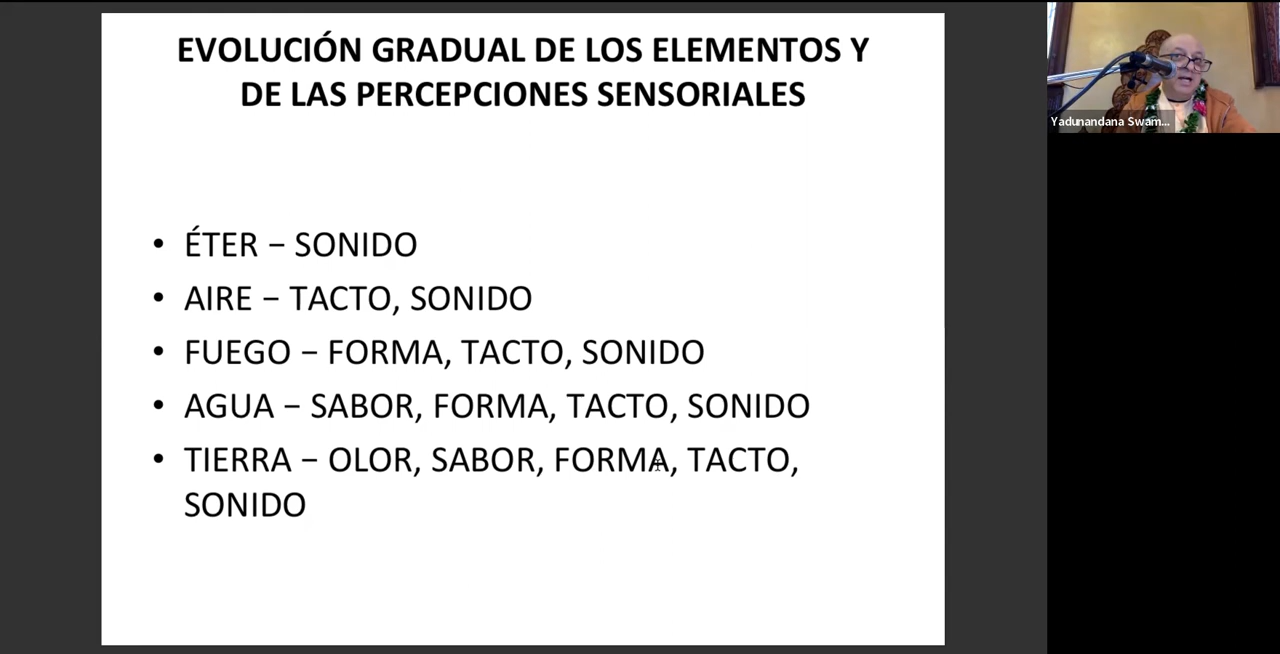 EVOLUCIÓN GRADUAL DE LOS ELEMENTOS Y
DE LAS PERCEPCIONES SENSORIALES
• ÉTER – SONIDO
• AIRE – TACTO, SONIDO
• FUEGO – FORMA, TACTO, SONIDO
• AGUA – SABOR, FORMA, TACTO, SONIDO
• TIERRA – OLOR, SABOR, FORMA, TACTO,
SONIDO
Yadunandana Swam...